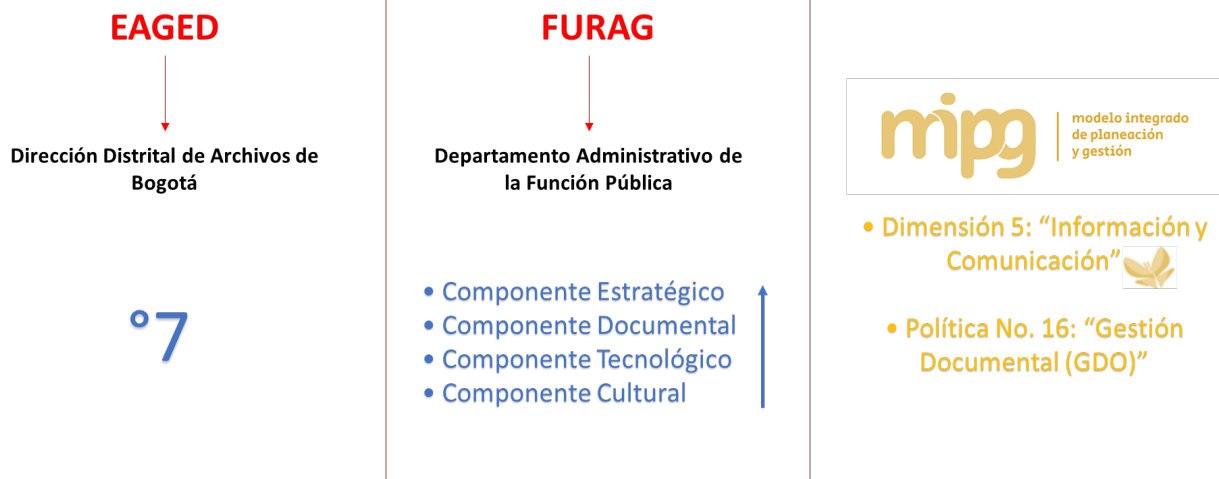 EAGED
Dirección Distrital de Archivos de
Bogotá
°7
FURAG
Departamento Administrativo de
la Función Pública
• Componente Estratégico
• Componente Documental
• Componente Tecnológico
• Componente Cultural
mipg
modelo integrado
de planeación
y gestión
• Dimensión 5: “Información y
Comunicación”
• Política No. 16: “Gestión
Documental (GDO)”